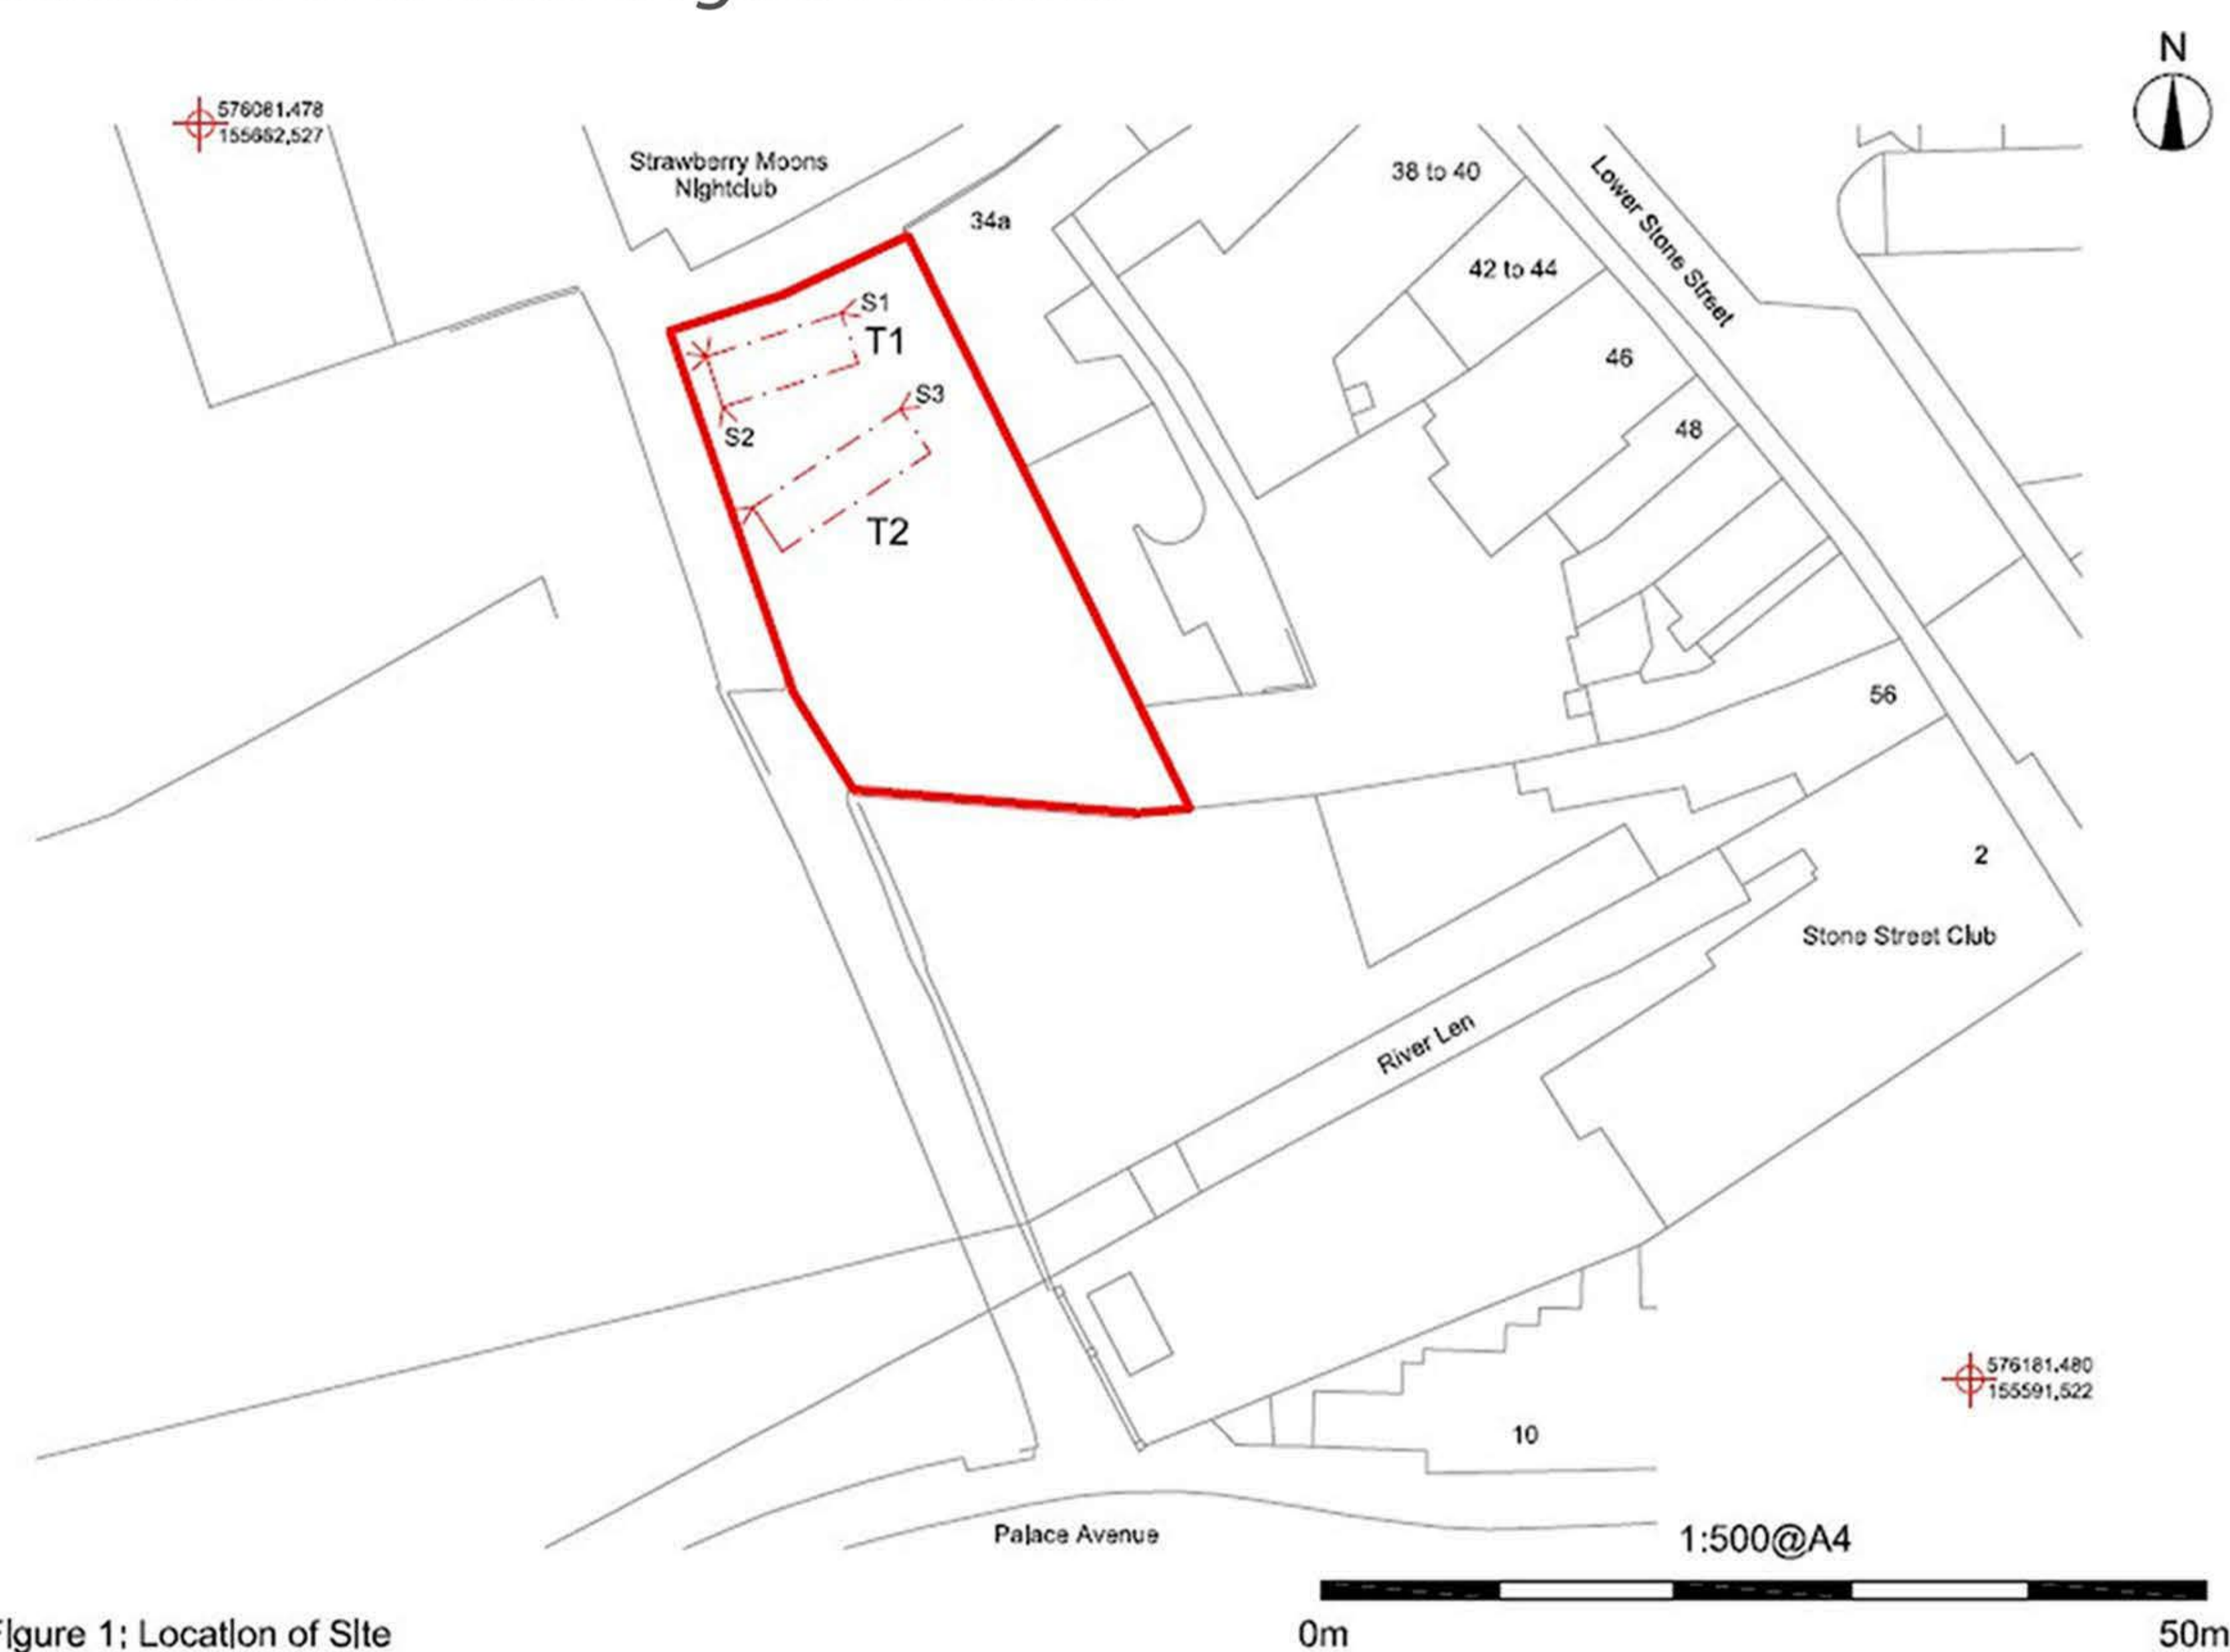 N
576081.478
155662,527
Strawberry Moons
Nightclub
34a
38 to 40
Lower Stone Street
42 to 44
S1
T1
46
S3
S2
48
T2
56
2
Stone Street Club
River Len
576181.480
155591,522
10
Palace Avenue
1:500@A4
Figure 1: Location of Site
0m
50m